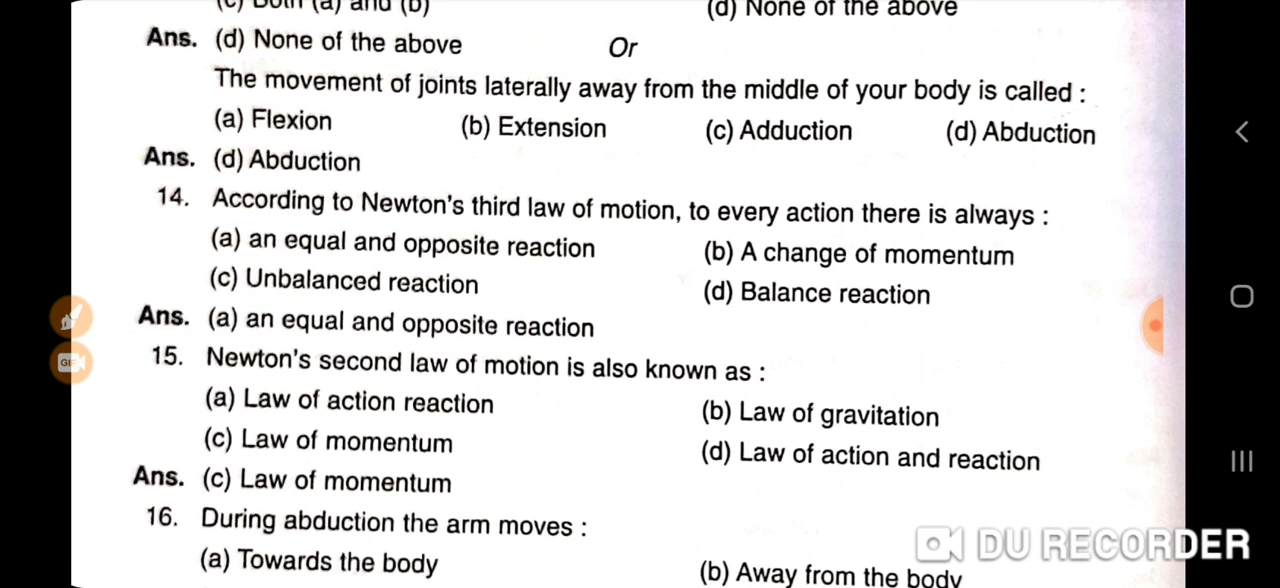 (c) Both (a) and (b) (d) None of the above
Ans. (d) None of the above Or
The movement of joints laterally away from the middle of your body is called :
(a) Flexion (b) Extension (c) Adduction (d) Abduction
Ans. (d) Abduction
14. According to Newton's third law of motion, to every action there is always :
(a) an equal and opposite reaction (b) A change of momentum
(c) Unbalanced reaction (d) Balance reaction
Ans. (a) an equal and opposite reaction
15. Newton's second law of motion is also known as :
(a) Law of action reaction (b) Law of gravitation
(c) Law of momentum (d) Law of action and reaction
Ans. (c) Law of momentum
16. During abduction the arm moves :
(a) Towards the body (b) Away from the body
DU RECORDER